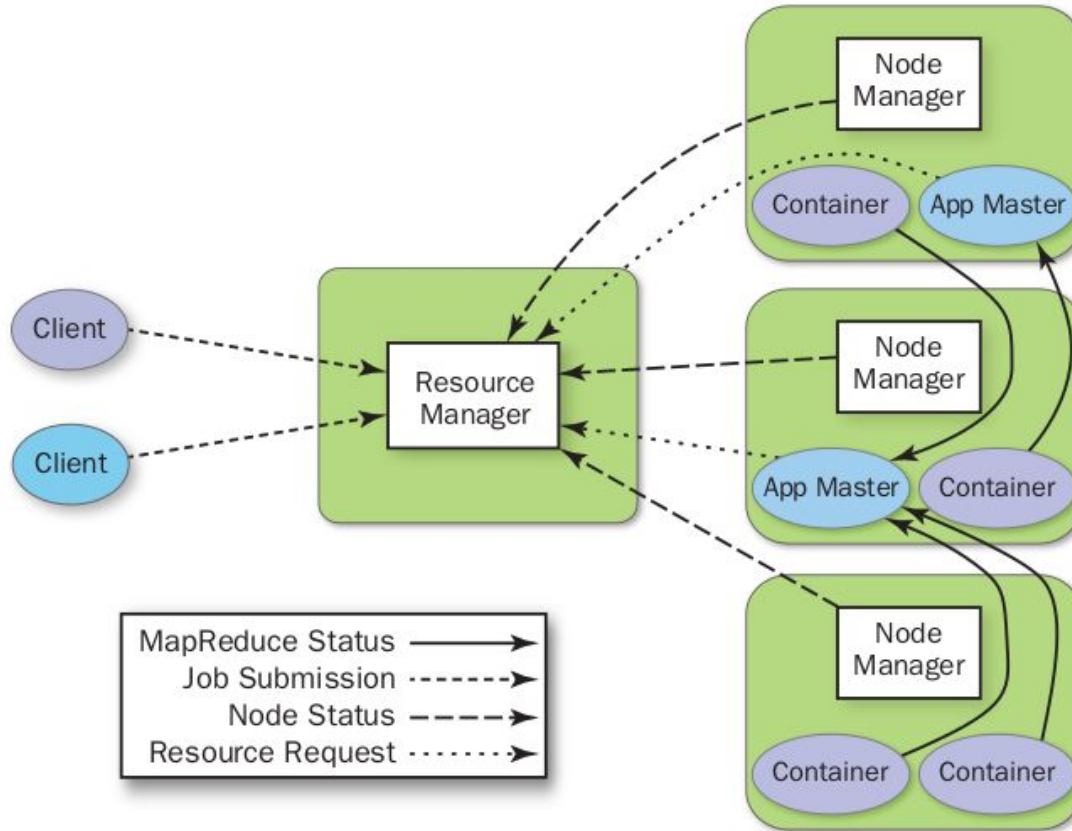 Node
Manager
Container
App Master
Client
Client
Resource
Manager
Node
Manager
App Master
Container
Node
Manager
Container
Container
MapReduce Status
Job Submission
Node Status
Resource Request